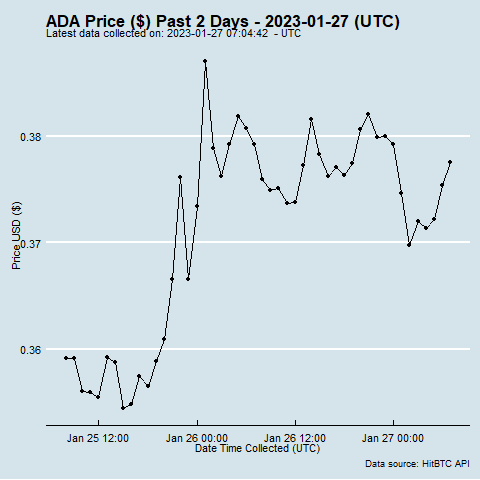 ADA Price ($) Past 2 Days - 2023-01-27 (UTC)
Latest data collected on: 2023-01-27 07:04:42 - UTC
0.38
0.37
0.36
Price USD ($)
Jan 25 12:00 Jan 26 00:00 Jan 26 12:00 Jan 27 00:00
Date Time Collected (UTC)
Data source: HitBTC API